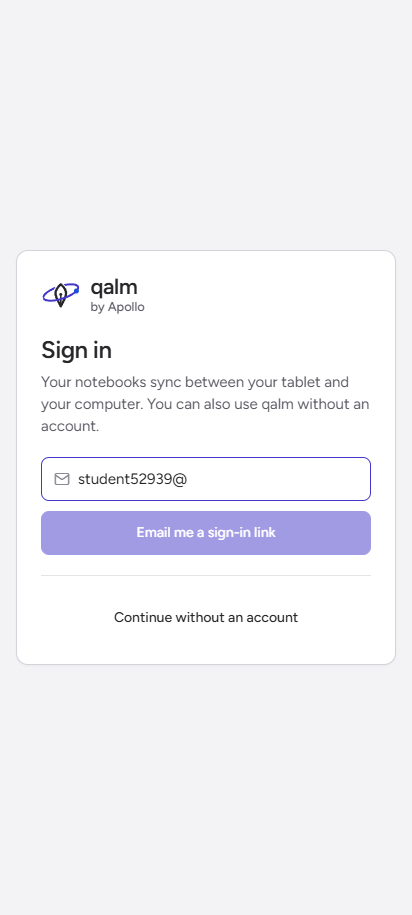 qalm
by Apollo
Sign in
Your notebooks sync between your tablet and
your computer. You can also use qalm without an
account.
student52939@
Email me a sign-in link
Continue without an account